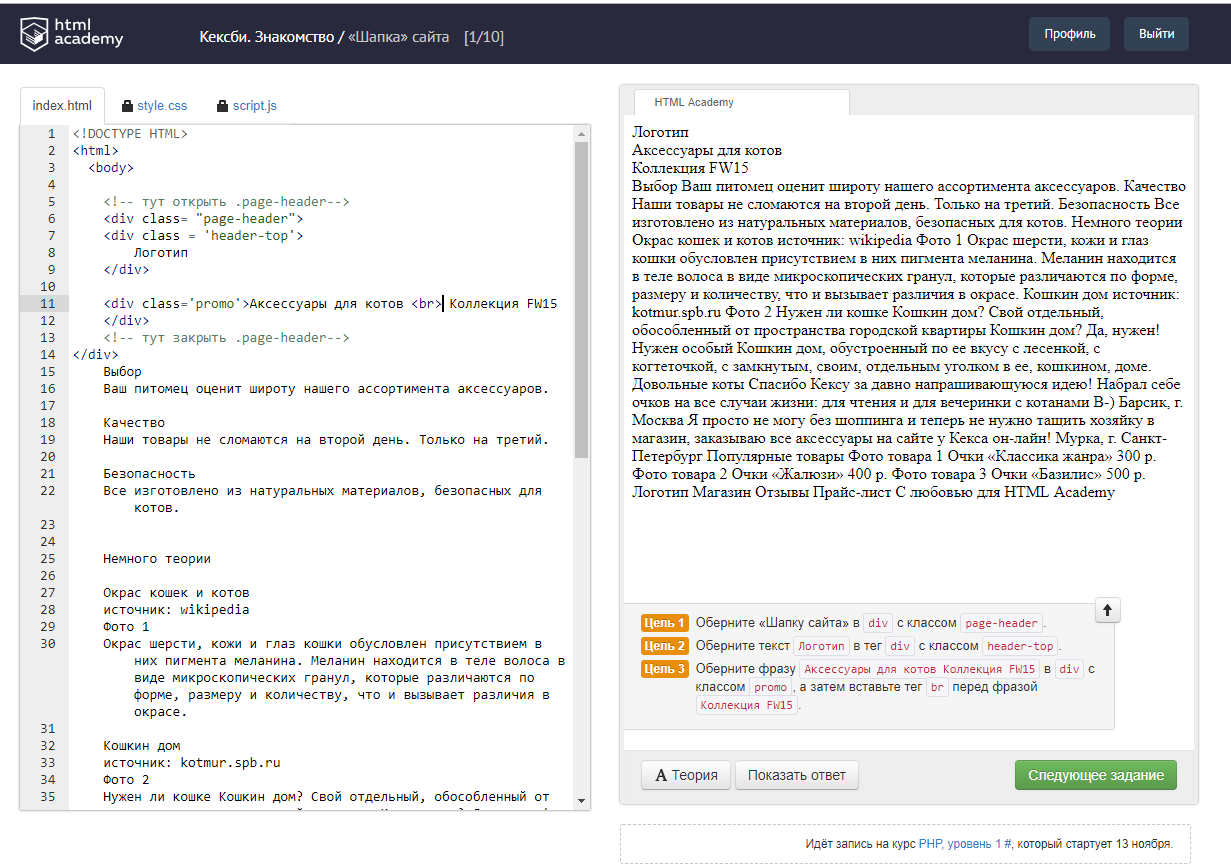 html
academy
Кексби. Знакомство / «Шапка» сайта [1/10]
Профиль
Выйти
index.html
style.css
script.js
1 <!DOCTYPE HTML>
2 <html>
3 <body>
4
5 <!-- тут открыть .page-header-->
6 <div class= "page-header">
7 <div class = 'header-top'>
8 Логотип
9 </div>
10
11 <div class='promo'>Аксессуары для котов <br> Коллекция FW15
12 </div>
13 <!-- тут закрыть .page-header-->
14 </div>
15 Выбор
16 Ваш питомец оценит широту нашего ассортимента аксессуаров.
17
18 Качество
19 Наши товары не сломаются на второй день. Только на третий.
20
21 Безопасность
22 Все изготовлено из натуральных материалов, безопасных для
котов.
23
24
25 Немного теории
26
27 Окрас кошек и котов
28 источник: wikipedia
29 Фото 1
30 Окрас шерсти, кожи и глаз кошки обусловлен присутствием в
них пигмента меланина. Меланин находится в теле волоса в
виде микроскопических гранул, которые различаются по
форме, размеру и количеству, что и вызывает различия в
окрасе.
31
32 Кошкин дом
33 источник: kotmur.spb.ru
34 Фото 2
35 Нужен ли кошке Кошкин дом? Свой отдельный, обособленный от
HTML Academy
Логотип
Аксессуары для котов
Коллекция FW15
Выбор Ваш питомец оценит широту нашего ассортимента аксессуаров. Качество
Наши товары не сломаются на второй день. Только на третий. Безопасность Все
изготовлено из натуральных материалов, безопасных для котов. Немного теории
Окрас кошек и котов источник: wikipedia Фото 1 Окрас шерсти, кожи и глаз
кошки обусловлен присутствием в них пигмента меланина. Меланин находится
в теле волоса в виде микроскопических гранул, которые различаются по форме,
размеру и количеству, что и вызывает различия в окрасе. Кошкин дом источник:
kotmur.spb.ru Фото 2 Нужен ли кошке Кошкин дом? Свой отдельный,
обособленный от пространства городской квартиры Кошкин дом? Да, нужен!
Нужен особый Кошкин дом, обустроенный по ее вкусу с лесенкой, с
когтеточкой, с замкнутым, своим, отдельным уголком в ее, кошкином, доме.
Довольные коты Спасибо Кексу за давно напрашивающуюся идею! Набрал себе
очков на все случаи жизни: для чтения и для вечеринки с котанами B-) Барсик, г.
Москва Я просто не могу без шоппинга и теперь не нужно тащить хозяйку в
магазин, заказываю все аксессуары на сайте у Кекса он-лайн! Мурка, г. Санкт-
Петербург Популярные товары Фото товара 1 Очки «Классика жанра» 300 р.
Фото товара 2 Очки «Жалюзи» 400 р. Фото товара 3 Очки «Базилис» 500 р.
Логотип Магазин Отзывы Прайс-лист С любовью для HTML Academy
Цель 1 Оберните «Шапку сайта» в div с классом page-header.
Цель 2 Оберните текст Логотип в тег div с классом header-top.
Цель 3 Оберните фразу Аксессуары для котов Коллекция FW15 в div с
классом promo, а затем вставьте тег br перед фразой
Коллекция FW15.
A Теория
Показать ответ
Следующее задание
Идёт запись на курс PHP, уровень 1 #, который стартует 13 ноября.